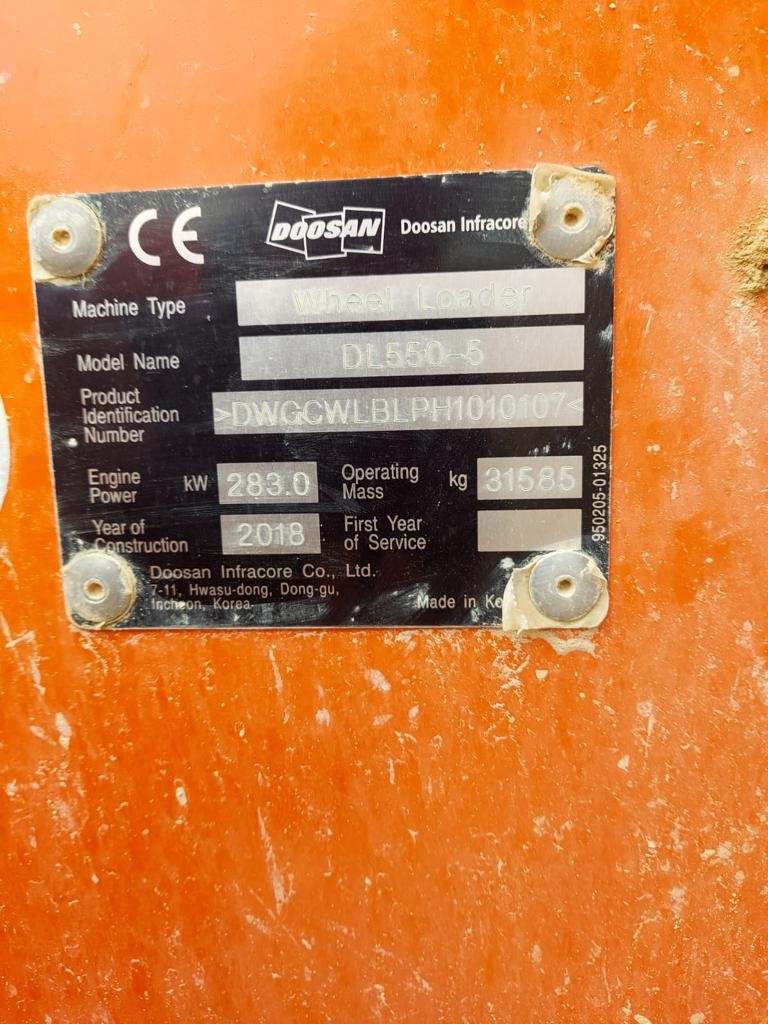 CE DOOSAN Doosan Infracore
Machine Type Wheel Loader
Model Name DL550-5
Product
Identification
Number
>DWGCWLBLPH1010107<
Engine
Power kW 283.0
Operating
Mass kg 31585
Year of
Construction 2018
First Year
of Service
950205-01325
Doosan Infracore Co., Ltd.
7-11, Hwasu-dong, Dong-gu,
Incheon, Korea
Made in